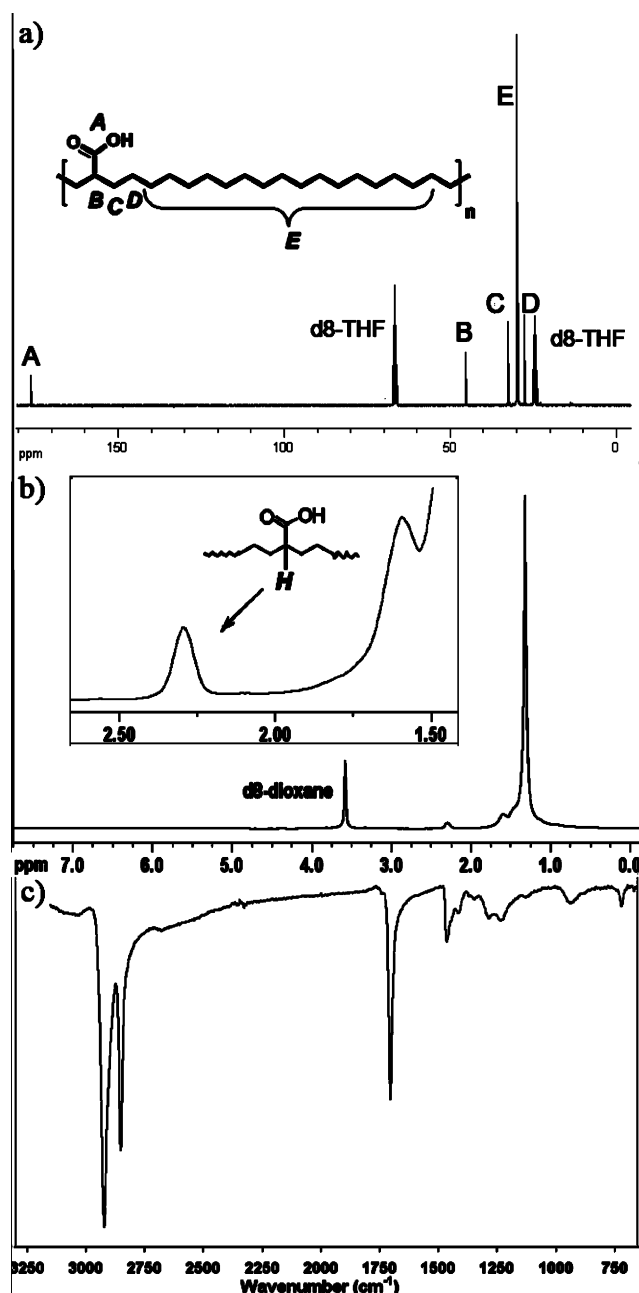 a)
E
A
O OH
B C D
n
E
d8-THF
C D
B
d8-THF
A
ppm 150 100 50 0
b)
O OH
H
2.50 2.00 1.50
d8-dioxane
ppm 7.0 6.0 5.0 4.0 3.0 2.0 1.0 0.0
c)
3250 3000 2750 2500 2250 2000 1750 1500 1250 1000 750
Wavenumber (cm-1)